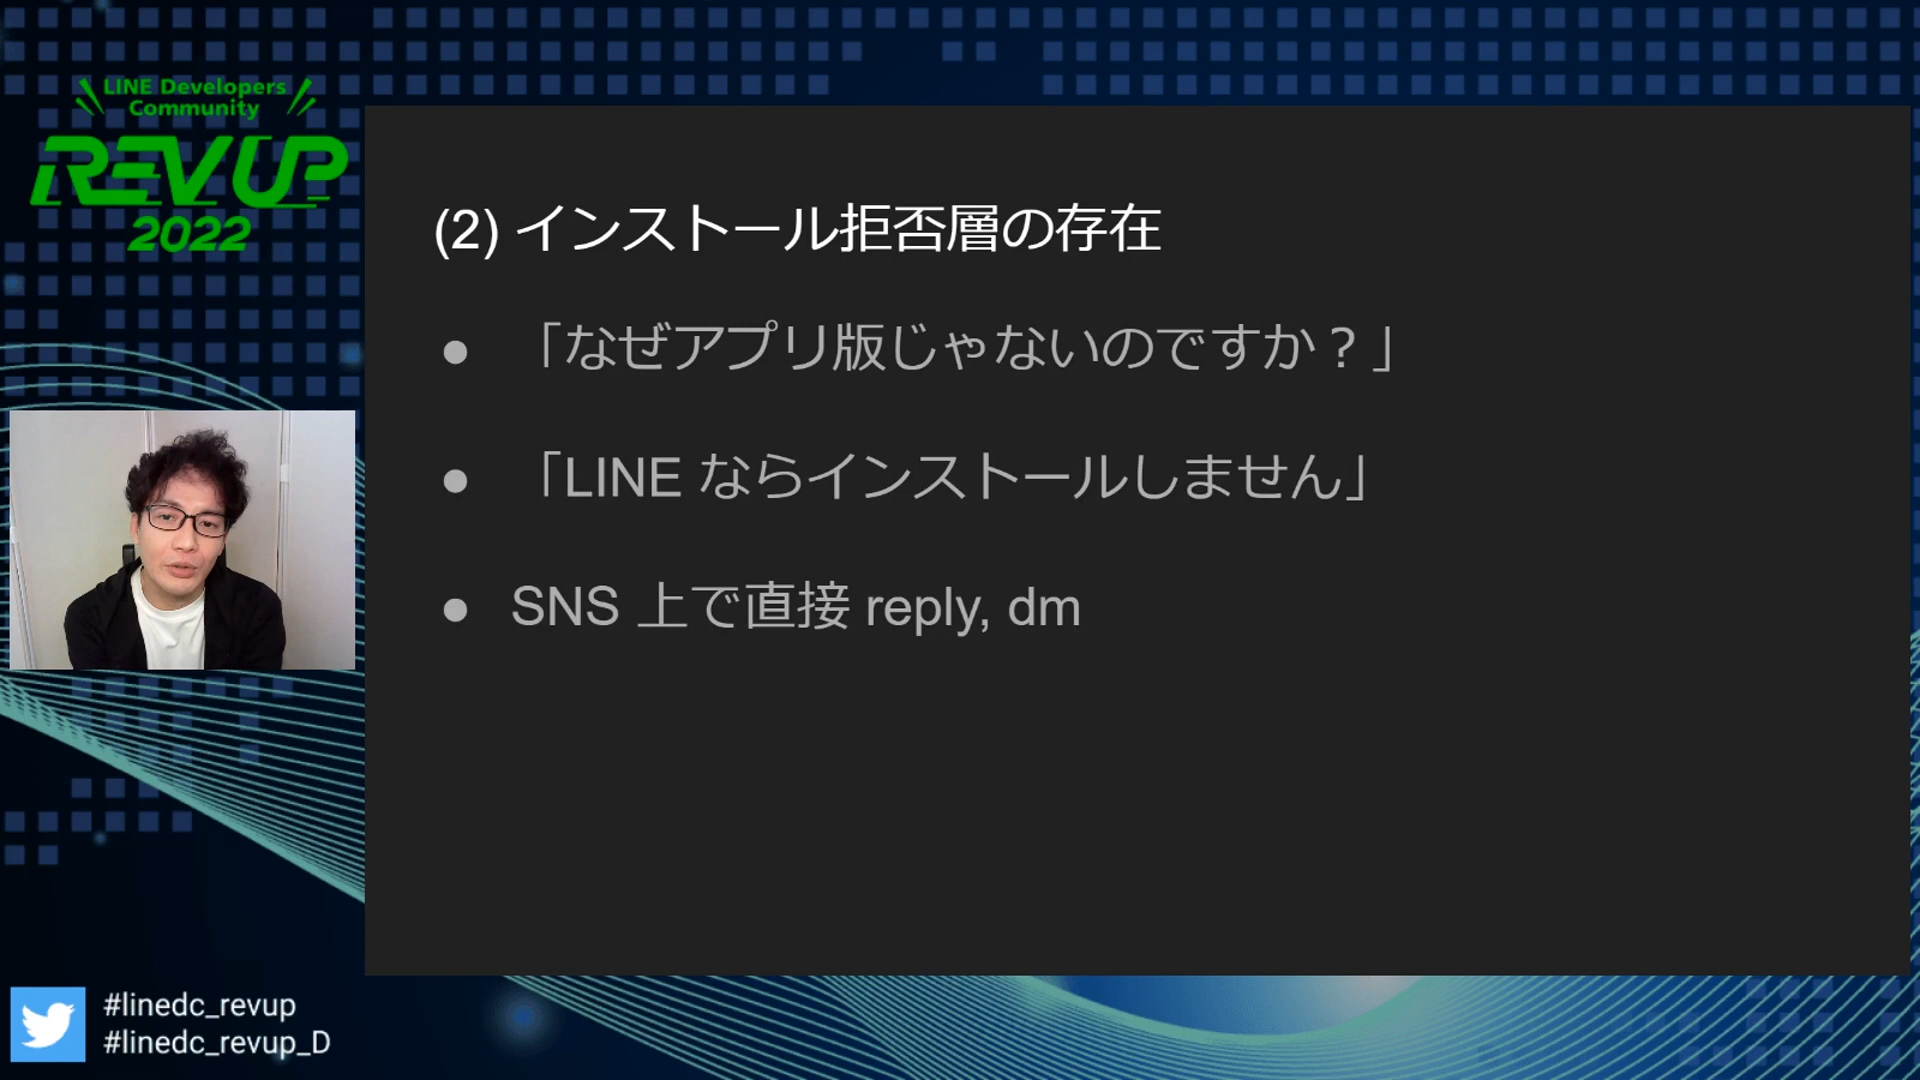 LINE Developers
Community
REVUP
2022
(2) インストール拒否層の存在
● 「なぜアプリ版じゃないのですか？」
● 「LINE ならインストールしません」
● SNS 上で直接 reply, dm
#linedc_revup
#linedc_revup_D